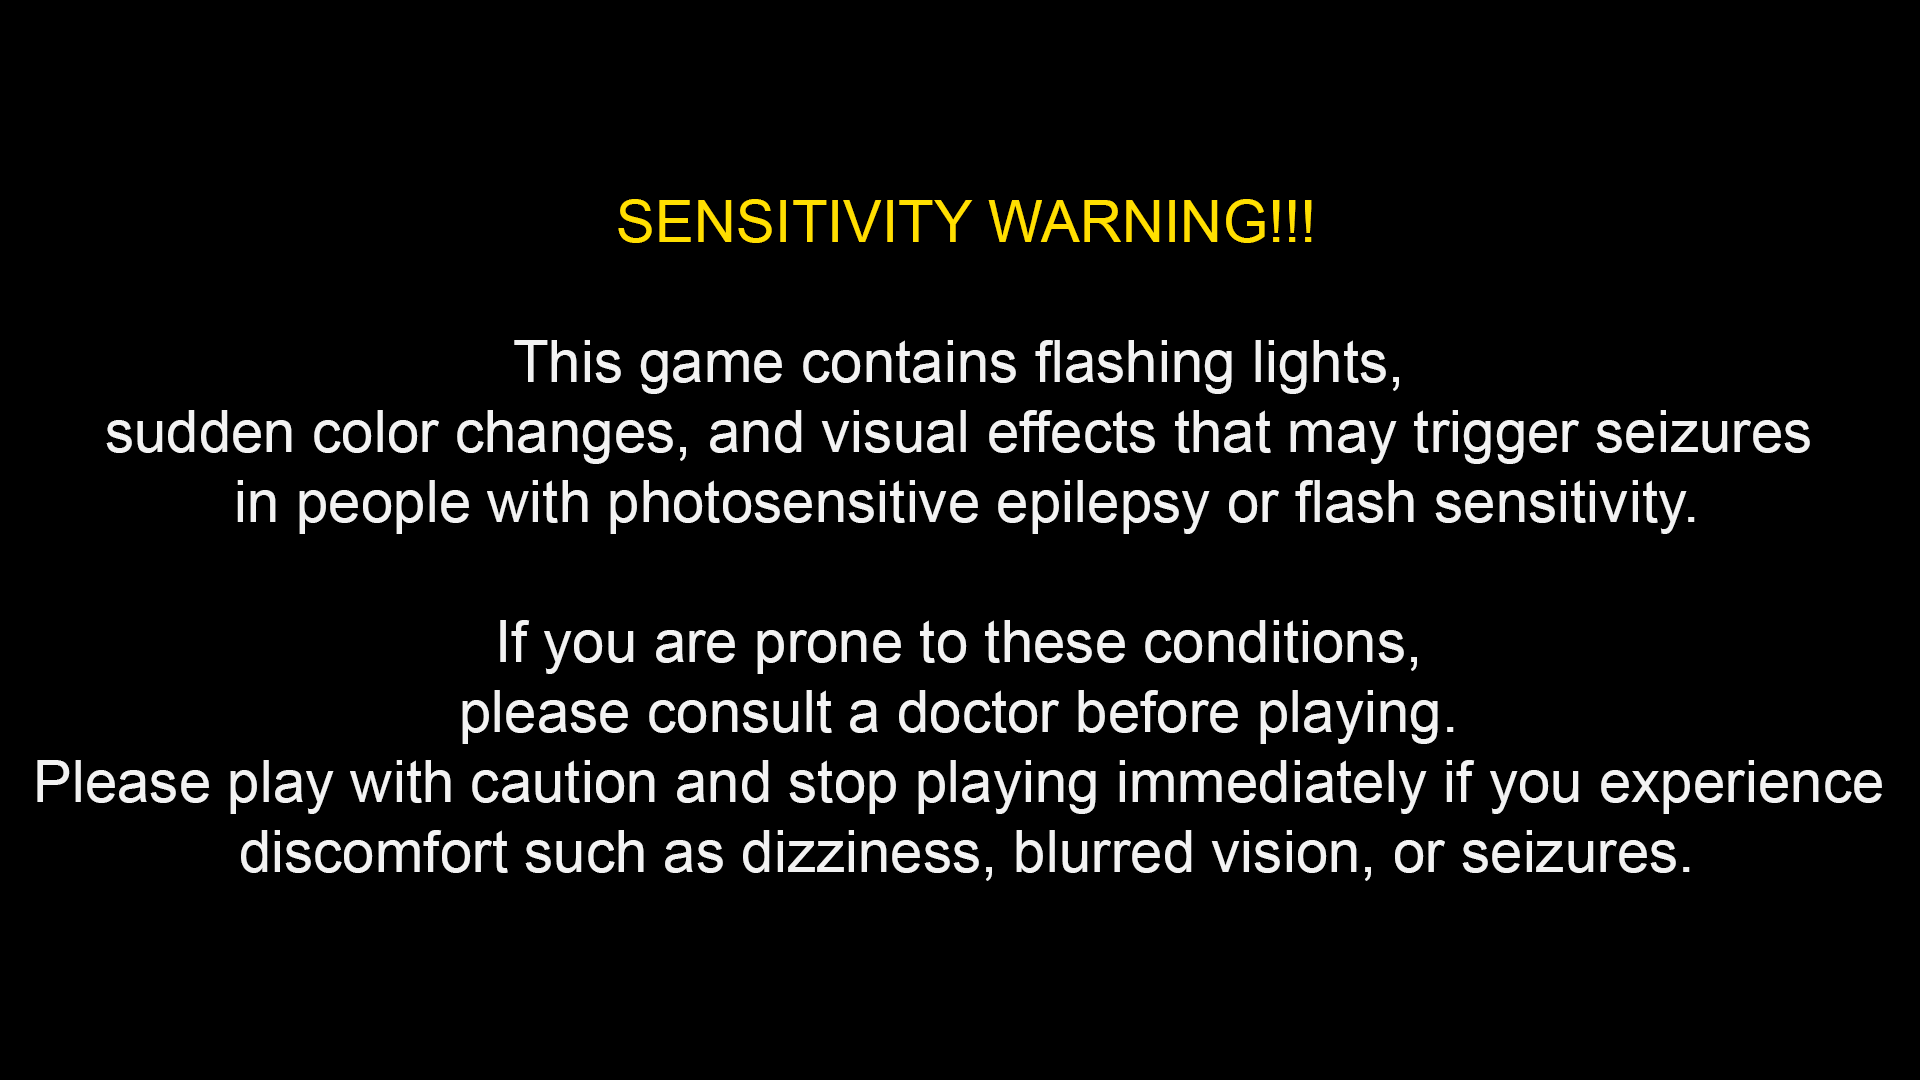 SENSITIVITY WARNING!!!
This game contains flashing lights,
sudden color changes, and visual effects that may trigger seizures
in people with photosensitive epilepsy or flash sensitivity.
If you are prone to these conditions,
please consult a doctor before playing.
Please play with caution and stop playing immediately if you experience
discomfort such as dizziness, blurred vision, or seizures.